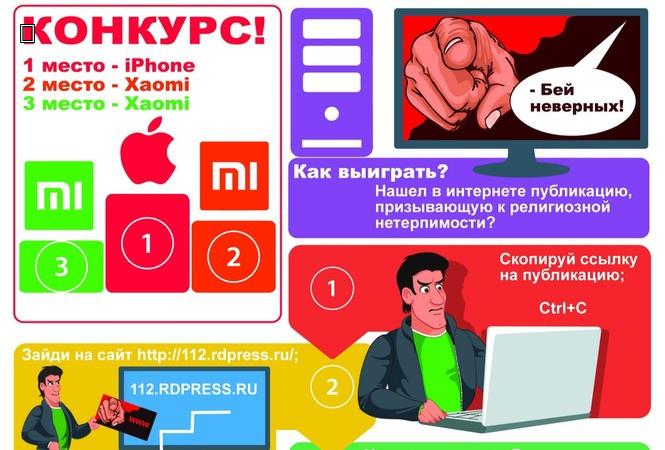 КОНКУРС!
1 место - iPhone
2 место - Xaomi
3 место - Xaomi
mi
mi
1
2
3
- Бей
неверных!
Как выиграть?
Нашел в интернете публикацию,
призывающую к религиозной
нетерпимости?
1
Скопируй ссылку
на публикацию;
Ctrl+C
Зайди на сайт http://112.rdpress.ru/;
2
112.RDPRESS.RU
www